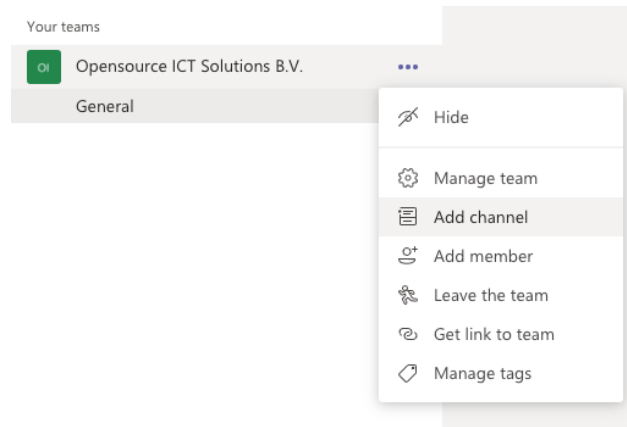 Your teams
OI Opensource ICT Solutions B.V.
General
Hide
Manage team
Add channel
Add member
Leave the team
Get link to team
Manage tags